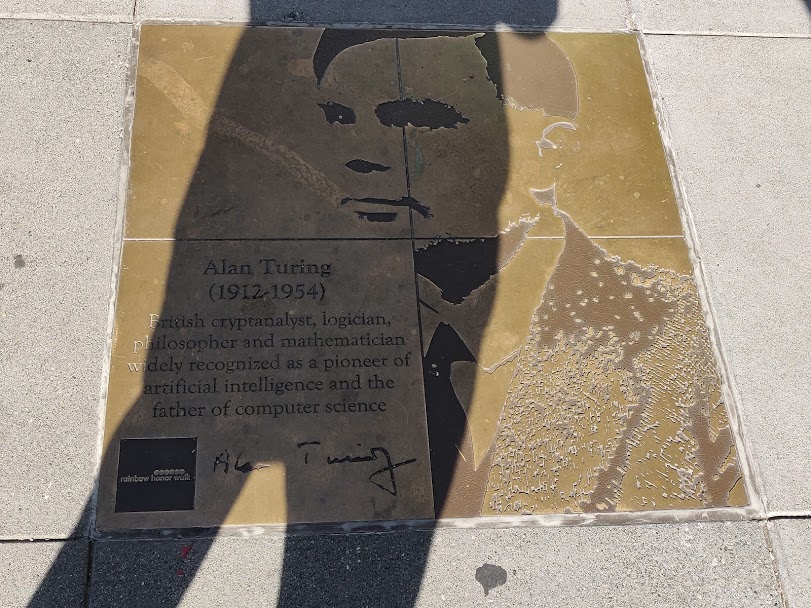 Alan Turing
(1912-1954)
British cryptanalyst, logician,
philosopher and mathematician
widely recognized as a pioneer of
artificial intelligence and the
father of computer science
rainbow honor walk
Alan Turing